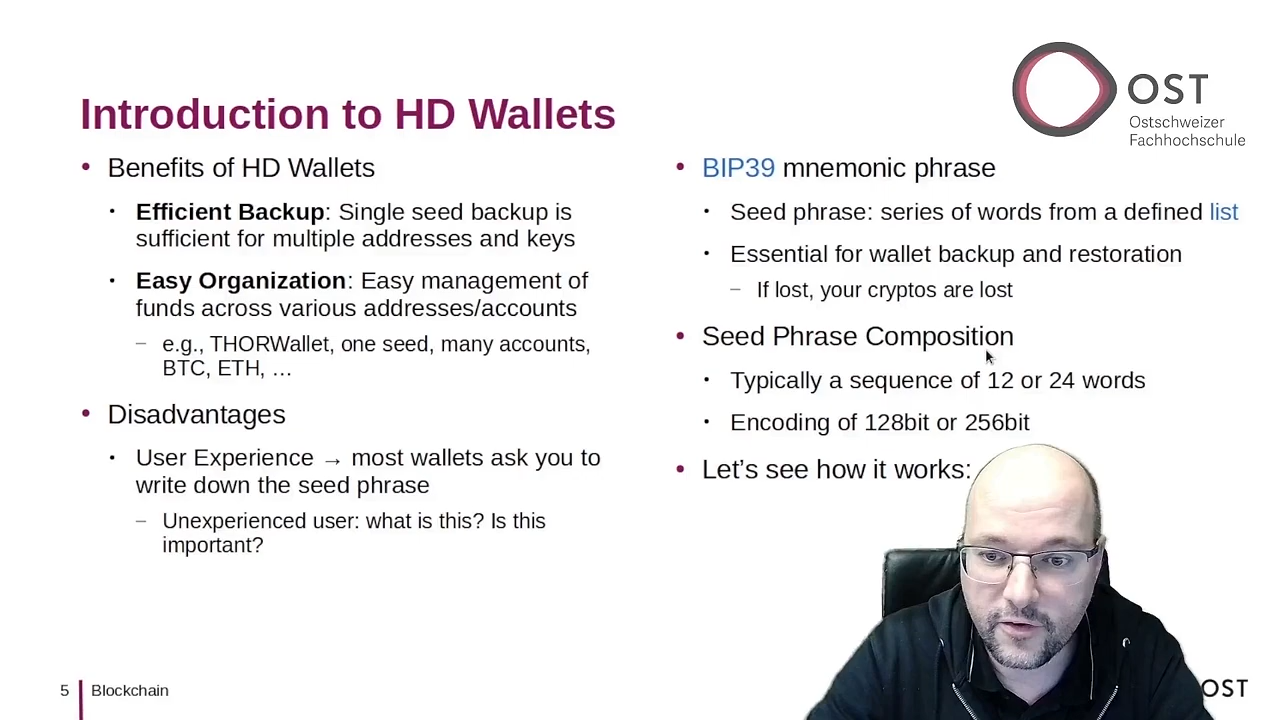 OST
Ostschweizer
Fachhochschule
Introduction to HD Wallets
• Benefits of HD Wallets
• Efficient Backup: Single seed backup is
sufficient for multiple addresses and keys
• Easy Organization: Easy management of
funds across various addresses/accounts
– e.g., THORWallet, one seed, many accounts,
BTC, ETH, …
• Disadvantages
• User Experience → most wallets ask you to
write down the seed phrase
– Unexperienced user: what is this? Is this
important?
• BIP39 mnemonic phrase
• Seed phrase: series of words from a defined list
• Essential for wallet backup and restoration
– If lost, your cryptos are lost
• Seed Phrase Composition
• Typically a sequence of 12 or 24 words
• Encoding of 128bit or 256bit
• Let’s see how it works:
5 Blockchain
OST